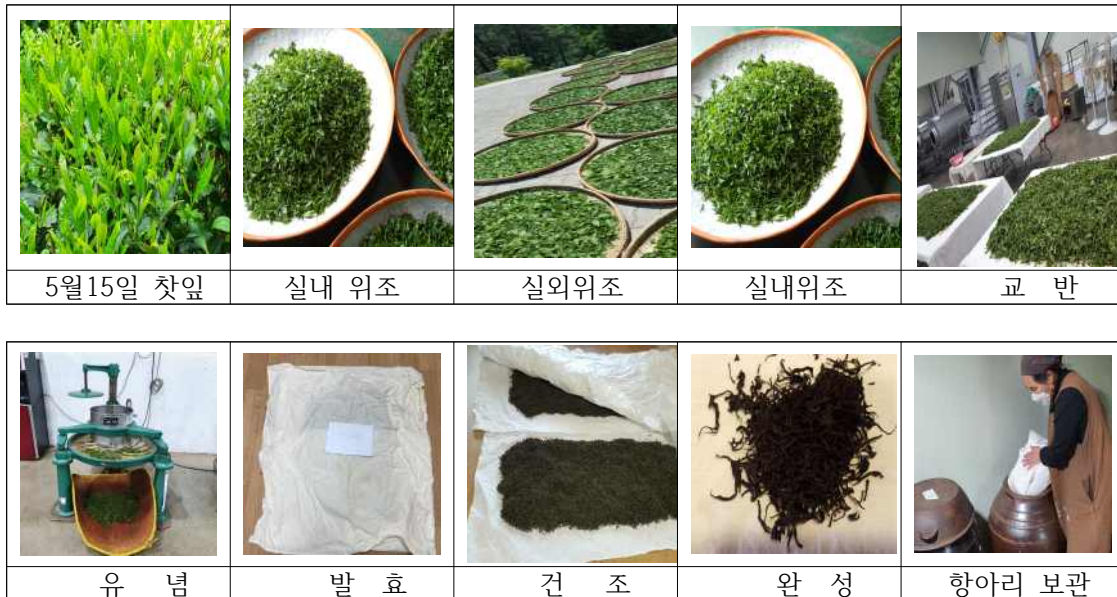 5월15일 찻잎
실내 위조
실외위조
실내위조
교 반
유 념
발 효
건 조
완 성
항아리 보관